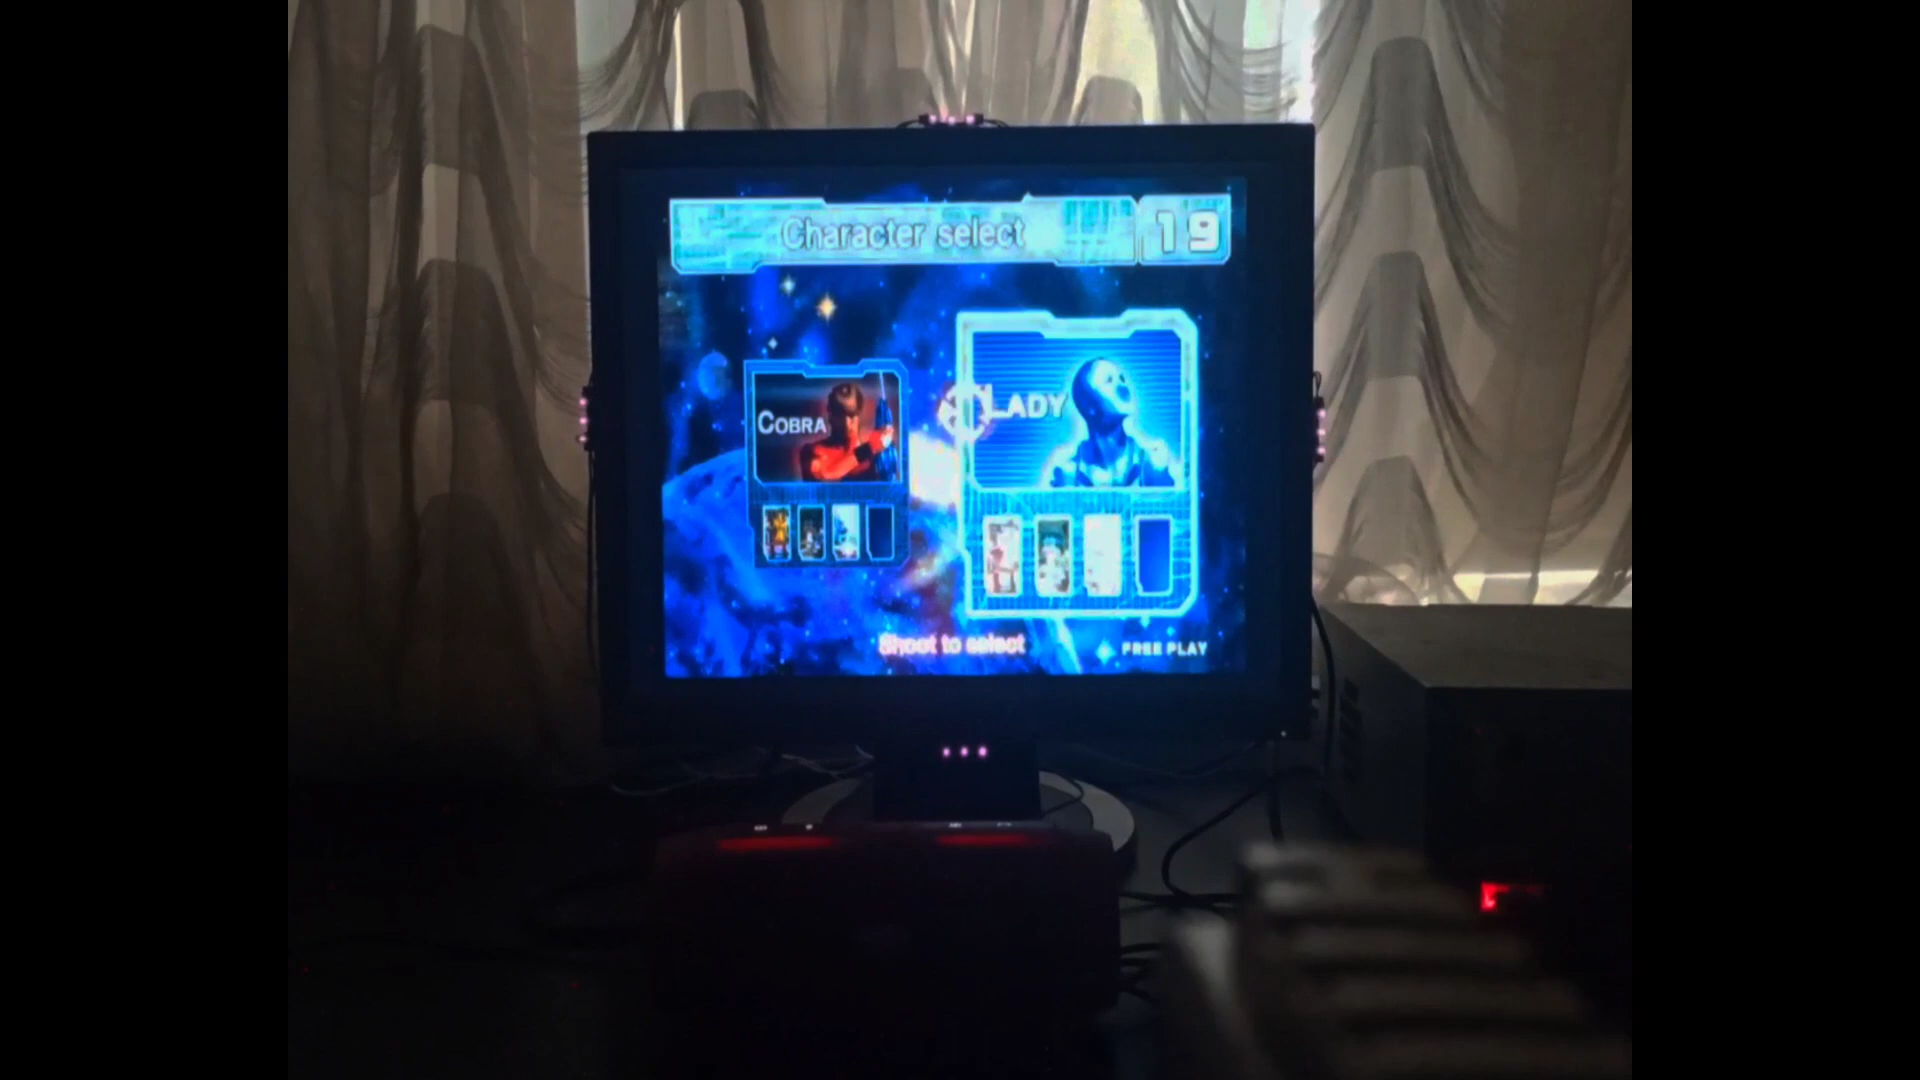 Character select 19
COBRA
LADY
Shoot to select
FREE PLAY